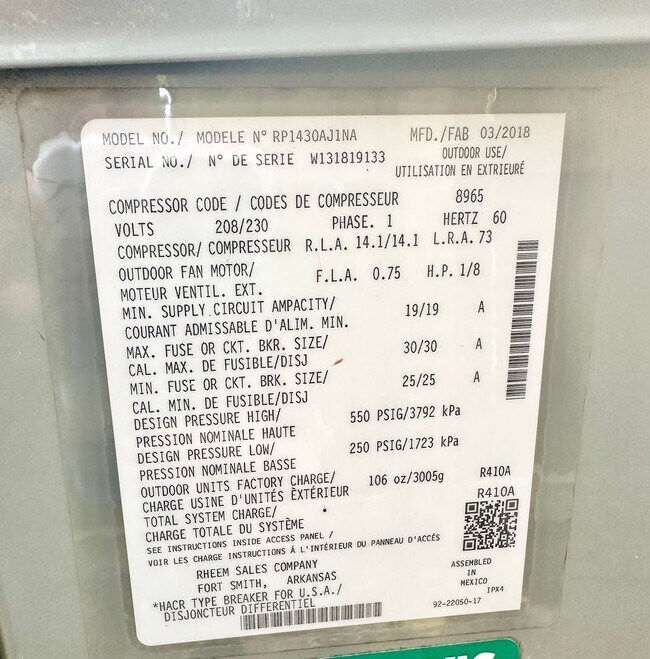 MODEL NO./ MODELE N° RP1430AJ1NA MFD./FAB 03/2018
SERIAL NO./ N° DE SERIE W131819133 OUTDOOR USE/
UTILISATION EN EXTRIEURÉ
COMPRESSOR CODE / CODES DE COMPRESSEUR 8965
VOLTS 208/230 PHASE. 1 HERTZ 60
COMPRESSOR/ COMPRESSEUR R.L.A. 14.1/14.1 L.R.A. 73
OUTDOOR FAN MOTOR/ F.L.A. 0.75 H.P. 1/8
MOTEUR VENTIL. EXT.
MIN. SUPPLY CIRCUIT AMPACITY/ 19/19 A
COURANT ADMISSABLE D'ALIM. MIN.
MAX. FUSE OR CKT. BKR. SIZE/ 30/30 A
CAL. MAX. DE FUSIBLE/DISJ
MIN. FUSE OR CKT. BRK. SIZE/ 25/25 A
CAL. MIN. DE FUSIBLE/DISJ
DESIGN PRESSURE HIGH/ 550 PSIG/3792 kPa
PRESSION NOMINALE HAUTE
DESIGN PRESSURE LOW/ 250 PSIG/1723 kPa
PRESSION NOMINALE BASSE
OUTDOOR UNITS FACTORY CHARGE/ 106 oz/3005g R410A
CHARGE USINE D'UNITÉS ÈXTÉRIEUR R410A
TOTAL SYSTEM CHARGE/
CHARGE TOTALE DU SYSTÈME
SEE INSTRUCTIONS INSIDE ACCESS PANEL /
VOIR LES CHARGE INSTRUCTIONS À L'INTÉRIEUR DU PANNEAU D'ACCÉS
RHEEM SALES COMPANY
FORT SMITH, ARKANSAS
ASSEMBLED
IN
MEXICO
IPX4
*HACR TYPE BREAKER FOR U.S.A./
DISJONCTEUR DIFFERENTIEL
92-22050-17